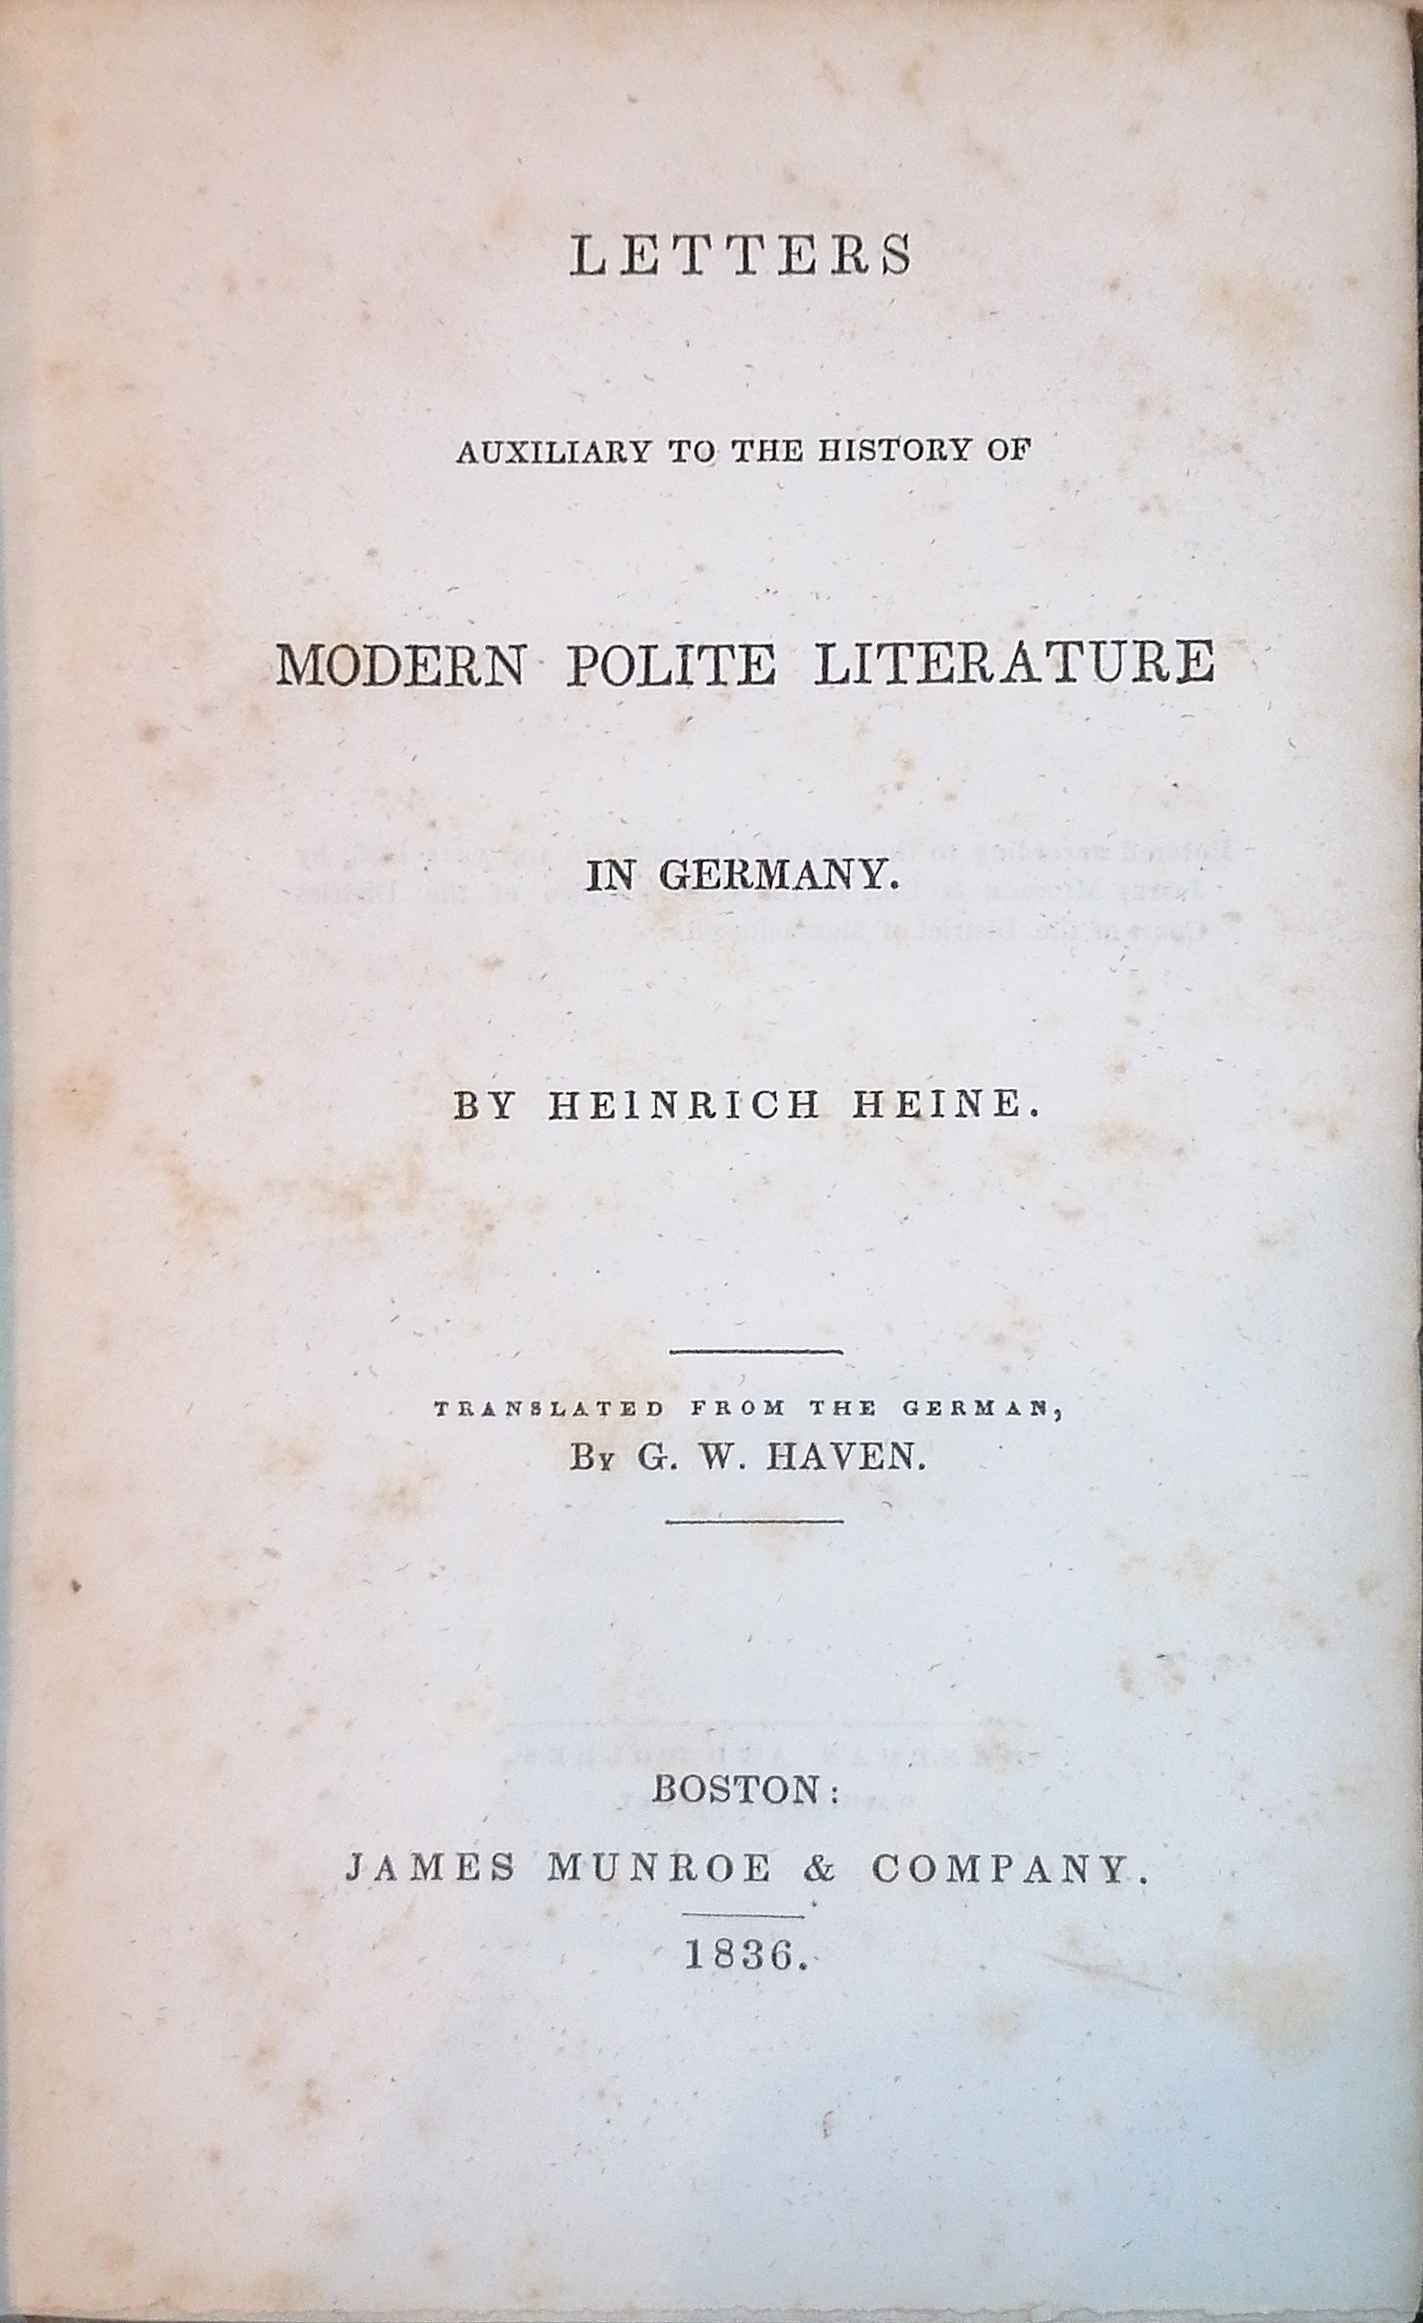 LETTERS
AUXILIARY TO THE HISTORY OF
MODERN POLITE LITERATURE
IN GERMANY.
BY HE1NRICH HEINE.
TRANSLATED FROM THE GERMAN,
By G. W. HAVEN.
BOSTON:
JAMES MUNROE & COMPANY.
1836.